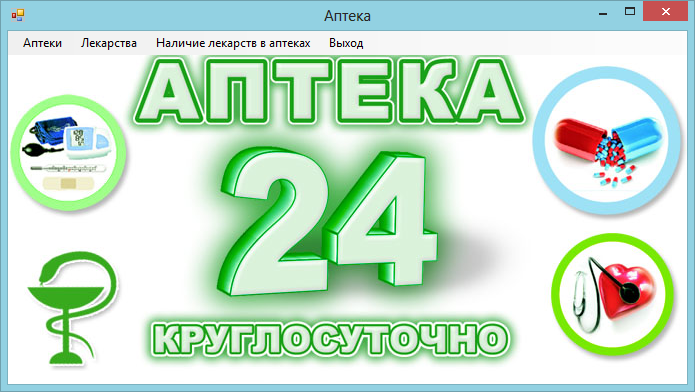 Аптека
Аптеки Лекарства Наличие лекарств в аптеках Выход
АПТЕКА
24
КРУГЛОСУТОЧНО